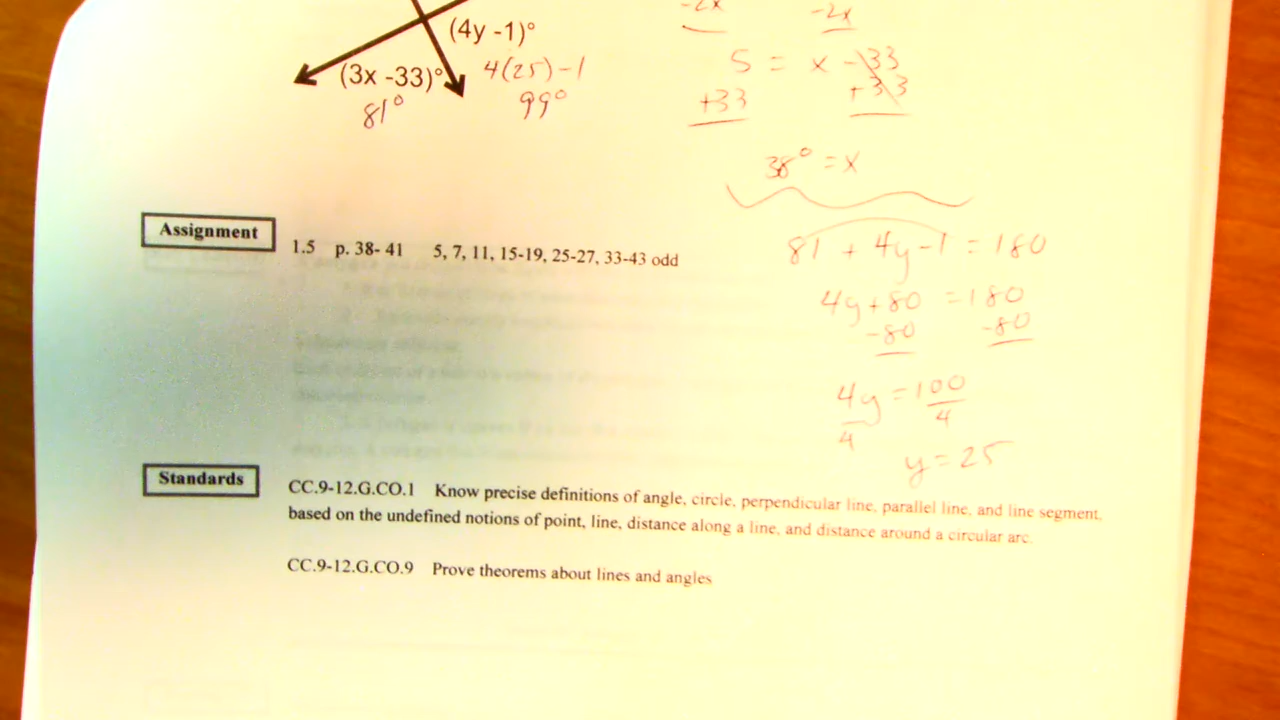 -2x -2x
(4y -1)°
5 = x - 33
(3x -33)° 4(25) - 1
+33 +33
81° 99°
38° = x
Assignment
1.5 p. 38- 41 5, 7, 11, 15-19, 25-27, 33-43 odd
81 + 4y - 1 = 180
4y + 80 = 180
-80 -80
4y = 100
4 4
y = 25
Standards
CC.9-12.G.CO.1 Know precise definitions of angle, circle, perpendicular line, parallel line, and line segment,
based on the undefined notions of point, line, distance along a line, and distance around a circular arc.
CC.9-12.G.CO.9 Prove theorems about lines and angles